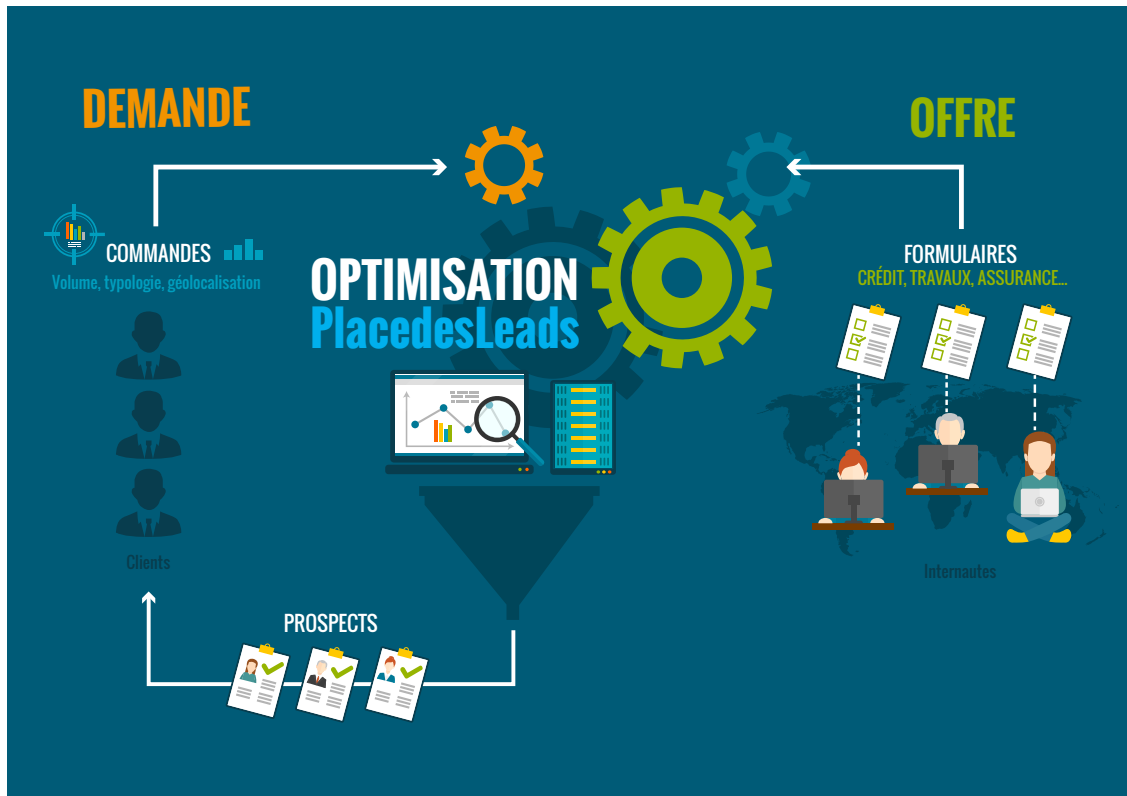 DEMANDE
OFFRE
COMMANDES
Volume, typologie, géolocalisation
OPTIMISATION
PlacedesLeads
FORMULAIRES
CRÉDIT, TRAVAUX, ASSURANCE...
Clients
Internautes
PROSPECTS